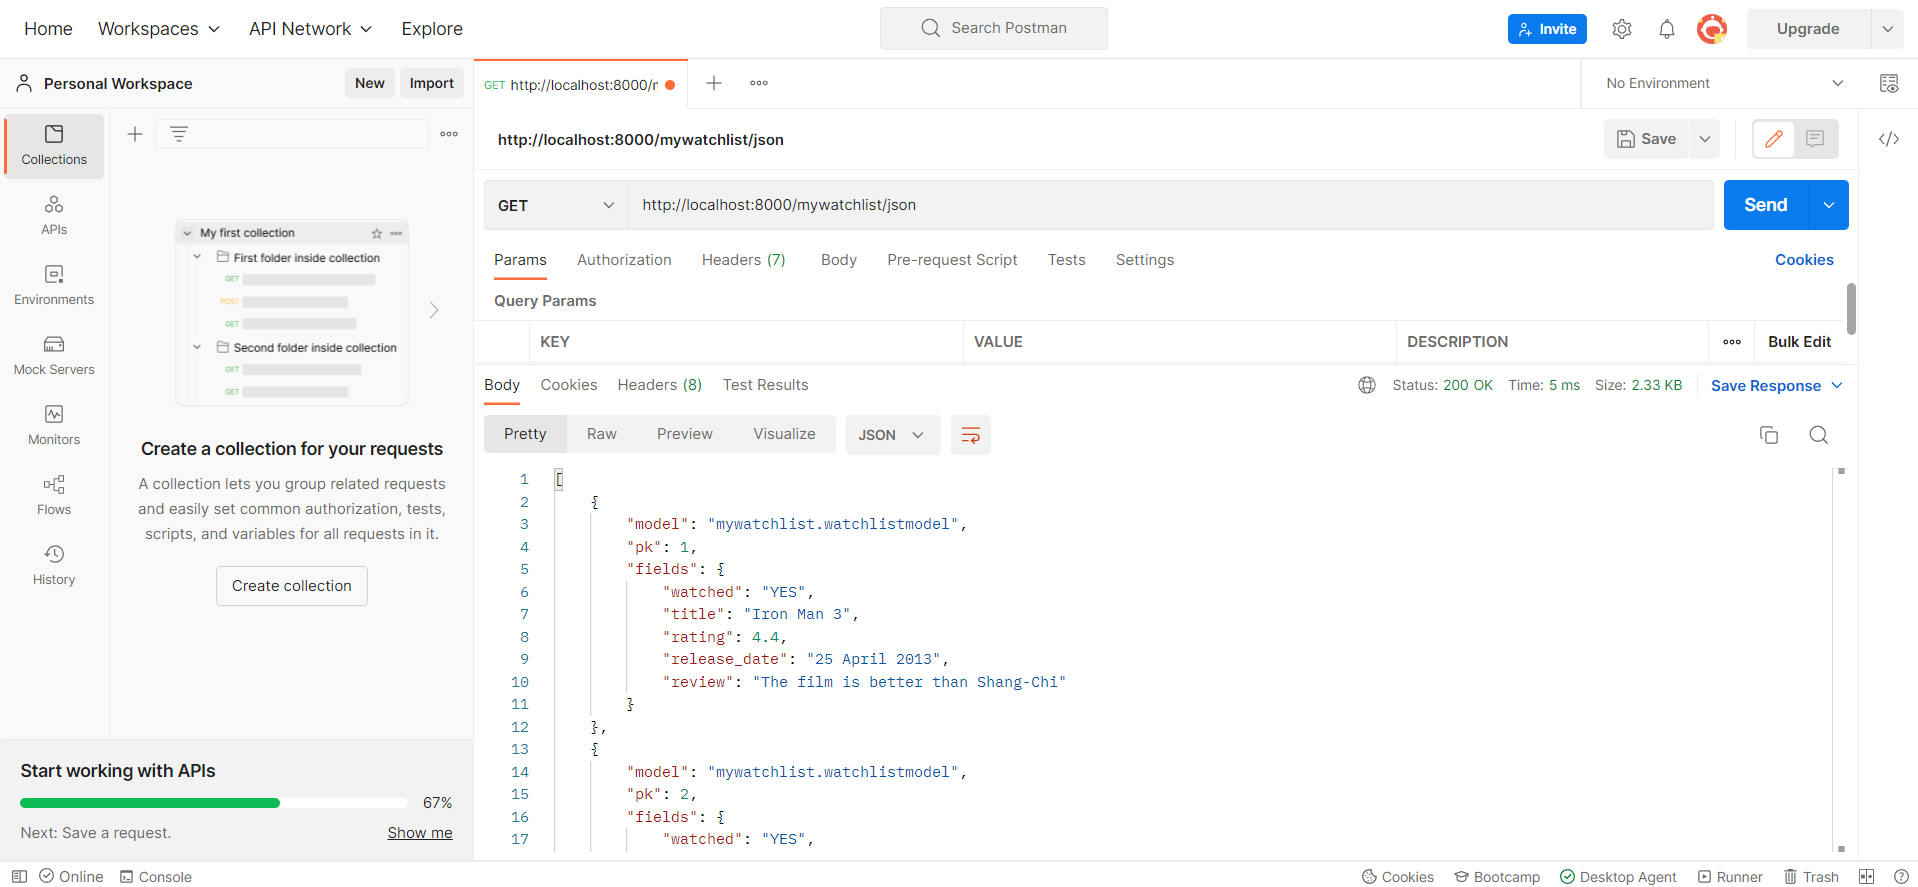 Home Workspaces API Network Explore Search Postman Invite Upgrade
Personal Workspace New Import GET http://localhost:8000/r No Environment
Collections
APIs
Environments
Mock Servers
Monitors
Flows
History
My first collection
First folder inside collection
GET
POST
GET
Second folder inside collection
GET
GET
Create a collection for your requests
A collection lets you group related requests
and easily set common authorization, tests,
scripts, and variables for all requests in it.
Create collection
Start working with APIs
67%
Next: Save a request. Show me
http://localhost:8000/mywatchlist/json Save
GET http://localhost:8000/mywatchlist/json Send
Params Authorization Headers (7) Body Pre-request Script Tests Settings Cookies
Query Params
KEY VALUE DESCRIPTION Bulk Edit
Body Cookies Headers (8) Test Results Status: 200 OK Time: 5 ms Size: 2.33 KB Save Response
Pretty Raw Preview Visualize JSON
1 [
2 {
3 "model": "mywatchlist.watchlistmodel",
4 "pk": 1,
5 "fields": {
6 "watched": "YES",
7 "title": "Iron Man 3",
8 "rating": 4.4,
9 "release_date": "25 April 2013",
10 "review": "The film is better than Shang-Chi"
11 }
12 },
13 {
14 "model": "mywatchlist.watchlistmodel",
15 "pk": 2,
16 "fields": {
17 "watched": "YES",
Online Console Cookies Bootcamp Desktop Agent Runner Trash